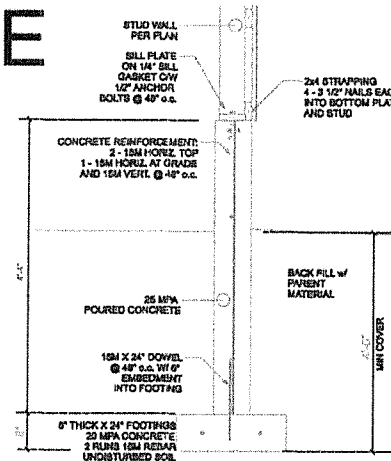 E
STUD WALL
PER PLAN
SILL PLATE
ON 1/4" SILL
GASKET C/W
1/2" ANCHOR
BOLTS @ 48" o.c.
2x4 STRAPPING
4 - 3 1/2" NAILS EAC
INTO BOTTOM PLAT
AND STUD
CONCRETE REINFORCEMENT:
2 - 15M HORIZ. TOP
1 - 15M HORIZ. AT GRADE
AND 15M VERT. @ 48" o.c.
4'-4"
25 MPA
POURED CONCRETE
BACK FILL w/
PARENT
MATERIAL
MIN COVER
15M X 24" DOWEL
@ 48" o.c. W/ 6"
EMBEDMENT
INTO FOOTING
8" THICK X 24" FOOTINGS
20 MPA CONCRETE
2 RUNS 15M REBAR
UNDISTURBED SOIL